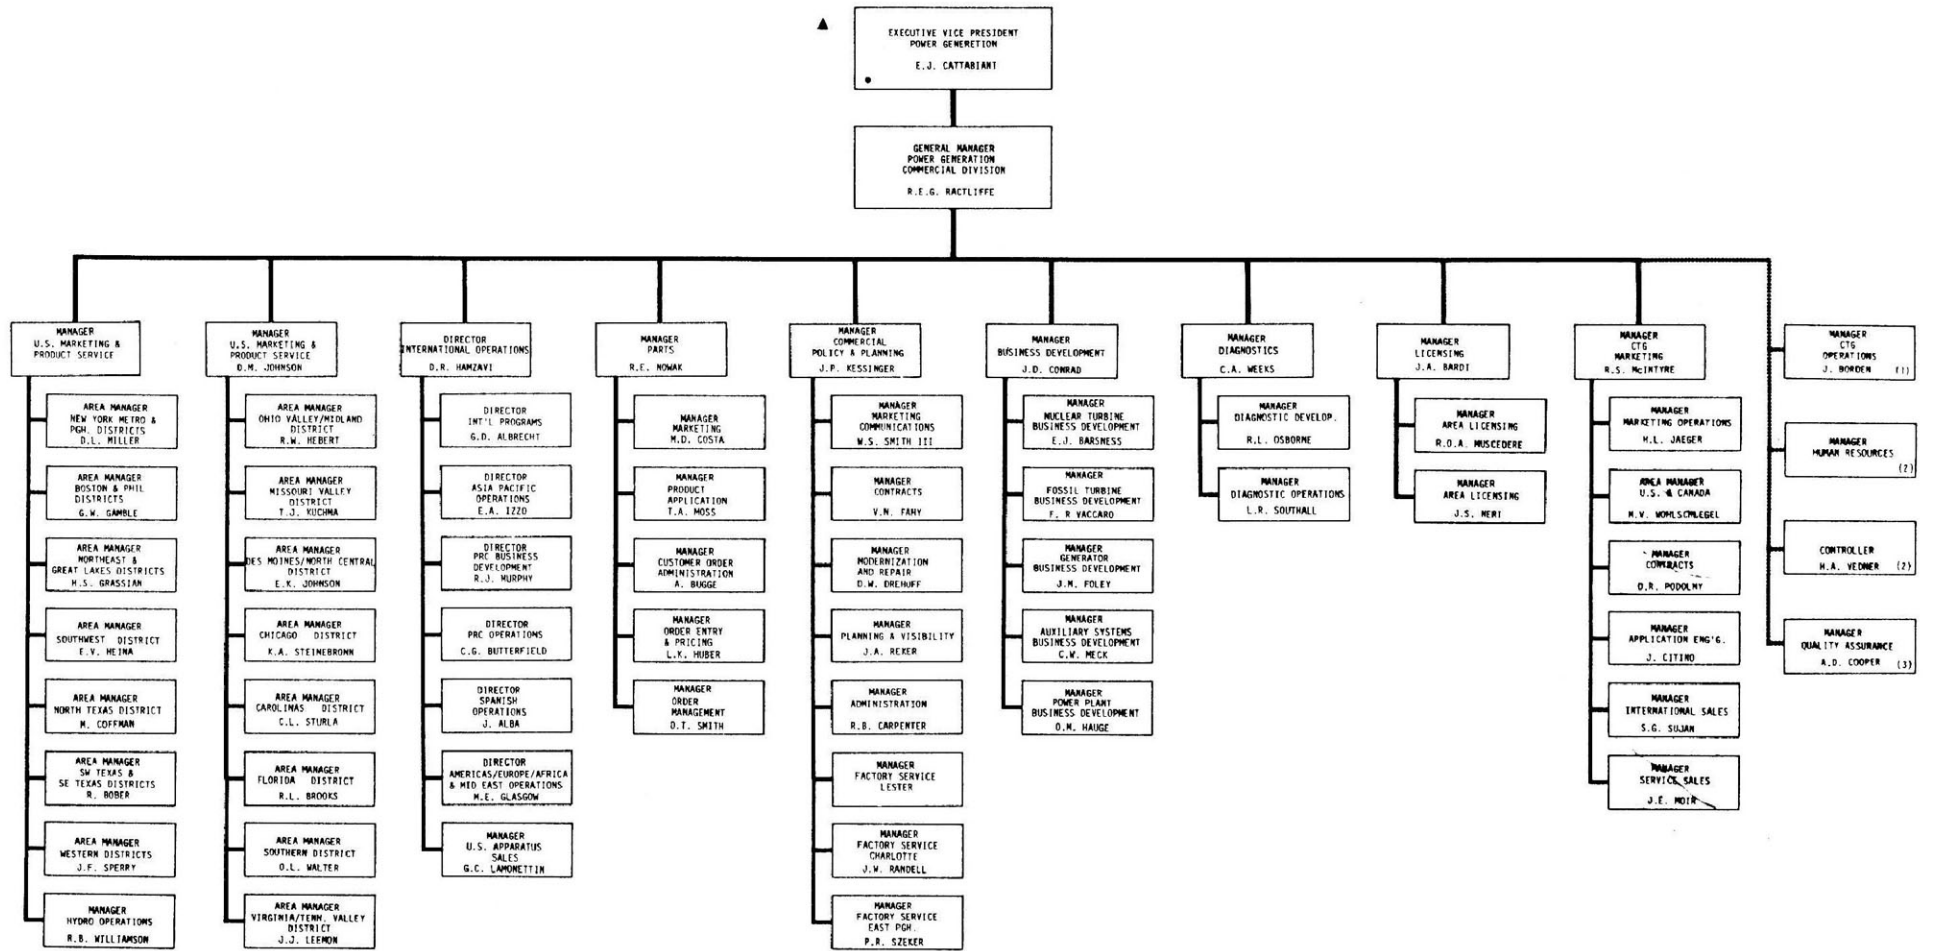 EXECUTIVE VICE PRESIDENT
POWER GENERETION
E.J. CATTABIANT
GENERAL MANAGER
POWER GENERATION
COMMERCIAL DIVISION
R.E.G. RACTLIFFE
MANAGER
U.S. MARKETING &
PRODUCT SERVICE
AREA MANAGER
NEW YORK METRO &
PGH. DISTRICTS
D.L. MILLER
AREA MANAGER
BOSTON & PHIL
DISTRICTS
G.W. GAMBLE
AREA MANAGER
NORTHEAST &
GREAT LAKES DISTRICTS
H.S. GRASSIAN
AREA MANAGER
SOUTHWEST DISTRICT
E.V. HEINA
AREA MANAGER
NORTH TEXAS DISTRICT
M. COFFMAN
AREA MANAGER
SW TEXAS &
SE TEXAS DISTRICTS
R. BOBER
AREA MANAGER
WESTERN DISTRICTS
J.F. SPERRY
MANAGER
HYDRO OPERATIONS
R.B. WILLIAMSON
MANAGER
U.S. MARKETING &
PRODUCT SERVICE
D.M. JOHNSON
AREA MANAGER
OHIO VALLEY/MIDLAND
DISTRICT
R.W. HEBERT
AREA MANAGER
MISSOURI VALLEY
DISTRICT
T.J. KUCHMA
AREA MANAGER
DES MOINES/NORTH CENTRAL
DISTRICT
E.K. JOHNSON
AREA MANAGER
CHICAGO DISTRICT
K.A. STEINEBRONN
AREA MANAGER
CAROLINAS DISTRICT
C.L. STURLA
AREA MANAGER
FLORIDA DISTRICT
R.L. BROOKS
AREA MANAGER
SOUTHERN DISTRICT
O.L. WALTER
AREA MANAGER
VIRGINIA/TENN. VALLEY
DISTRICT
J.J. LEEMON
DIRECTOR
INTERNATIONAL OPERATIONS
D.R. HAMZAVI
DIRECTOR
INT'L PROGRAMS
G.D. ALBRECHT
DIRECTOR
ASIA PACIFIC
OPERATIONS
E.A. IZZO
DIRECTOR
PRC BUSINESS
DEVELOPMENT
R.J. MURPHY
DIRECTOR
PRC OPERATIONS
C.G. BUTTERFIELD
DIRECTOR
SPANISH
OPERATIONS
J. ALBA
DIRECTOR
AMERICAS/EUROPE/AFRICA
& MID EAST OPERATIONS
M.E. GLASGOW
MANAGER
U.S. APPARATUS
SALES
G.C. LAMONETTIN
MANAGER
PARTS
R.E. NOWAK
MANAGER
MARKETING
M.D. COSTA
MANAGER
PRODUCT
APPLICATION
T.A. MOSS
MANAGER
CUSTOMER ORDER
ADMINISTRATION
A. BUGGE
MANAGER
ORDER ENTRY
& PRICING
L.K. HUBER
MANAGER
ORDER
MANAGEMENT
D.T. SMITH
MANAGER
COMMERCIAL
POLICY & PLANNING
J.P. KESSINGER
MANAGER
MARKETING
COMMUNICATIONS
W.S. SMITH III
MANAGER
CONTRACTS
V.N. FAHY
MANAGER
MODERNIZATION
AND REPAIR
D.W. DREHUFF
MANAGER
PLANNING & VISIBILITY
J.A. REKER
MANAGER
ADMINISTRATION
R.B. CARPENTER
MANAGER
FACTORY SERVICE
LESTER
MANAGER
FACTORY SERVICE
CHARLOTTE
J.W. RANDELL
MANAGER
FACTORY SERVICE
EAST PGH.
P.R. SZEKER
MANAGER
BUSINESS DEVELOPMENT
J.D. CONRAD
MANAGER
NUCLEAR TURBINE
BUSINESS DEVELOPMENT
E.J. BARSNESS
MANAGER
FOSSIL TURBINE
BUSINESS DEVELOPMENT
F. R VACCARO
MANAGER
GENERATOR
BUSINESS DEVELOPMENT
J.M. FOLEY
MANAGER
AUXILIARY SYSTEMS
BUSINESS DEVELOPMENT
C.W. MECK
MANAGER
POWER PLANT
BUSINESS DEVELOPMENT
O.M. HAUGE
MANAGER
DIAGNOSTICS
C.A. WEEKS
MANAGER
DIAGNOSTIC DEVELOP.
R.L. OSBORNE
MANAGER
DIAGNOSTIC OPERATIONS
L.R. SOUTHALL
MANAGER
LICENSING
J.A. BARDI
MANAGER
AREA LICENSING
R.O.A. MUSCEDERE
MANAGER
AREA LICENSING
J.S. NERI
MANAGER
CTG
MARKETING
R.S. McINTYRE
MANAGER
MARKETING OPERATIONS
H.L. JAEGER
AREA MANAGER
U.S. & CANADA
M.V. WOHLSCHLEGEL
MANAGER
CONTRACTS
D.R. PODOLNY
MANAGER
APPLICATION ENG'G.
J. CITINO
MANAGER
INTERNATIONAL SALES
S.G. SUJAN
MANAGER
SERVICE SALES
J.E. MOIR
MANAGER
CTG
OPERATIONS
J. BORDEN (1)
MANAGER
HUMAN RESOURCES
(2)
CONTROLLER
H.A. VEDNER (2)
MANAGER
QUALITY ASSURANCE
A.D. COOPER (3)